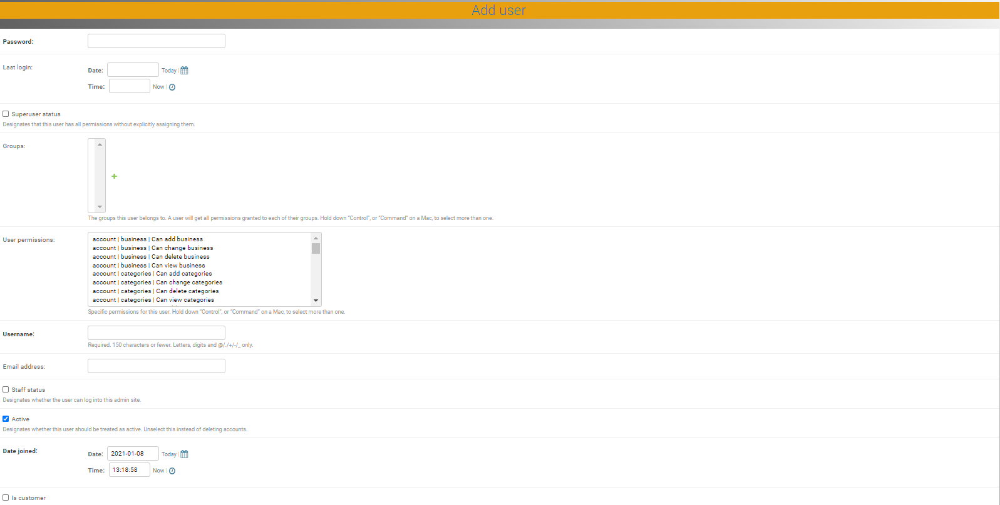 Add user
Password:
Last login:
Date: Today |
Time: Now |
Superuser status
Designates that this user has all permissions without explicitly assigning them.
Groups:
The groups this user belongs to. A user will get all permissions granted to each of their groups. Hold down “Control”, or “Command” on a Mac, to select more than one.
User permissions:
account | business | Can add business
account | business | Can change business
account | business | Can delete business
account | business | Can view business
account | categories | Can add categories
account | categories | Can change categories
account | categories | Can delete categories
account | categories | Can view categories
Specific permissions for this user. Hold down “Control”, or “Command” on a Mac, to select more than one.
Username:
Required. 150 characters or fewer. Letters, digits and @/./+/-/_ only.
Email address:
Staff status
Designates whether the user can log into this admin site.
Active
Designates whether this user should be treated as active. Unselect this instead of deleting accounts.
Date joined:
Date: 2021-01-08 Today |
Time: 13:18:58 Now |
Is customer